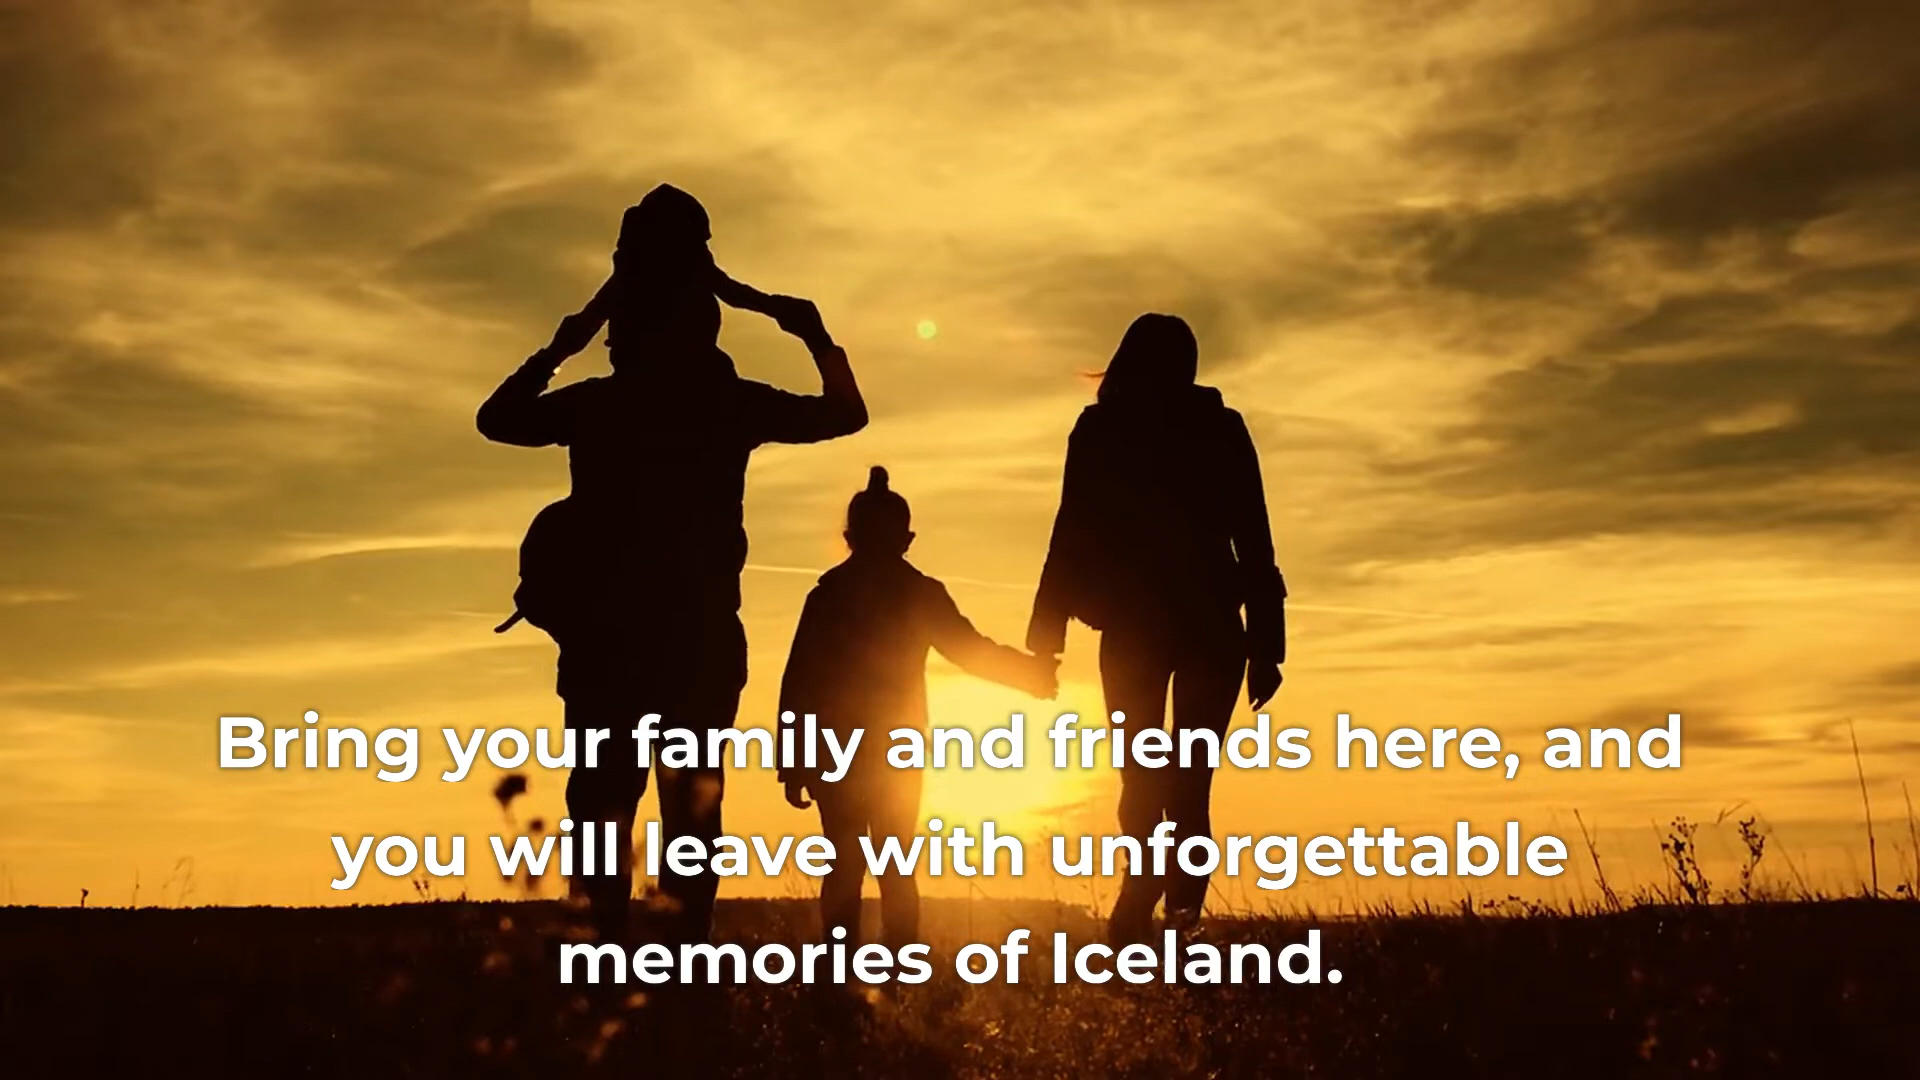 Bring your family and friends here, and
you will leave with unforgettable
memories of Iceland.